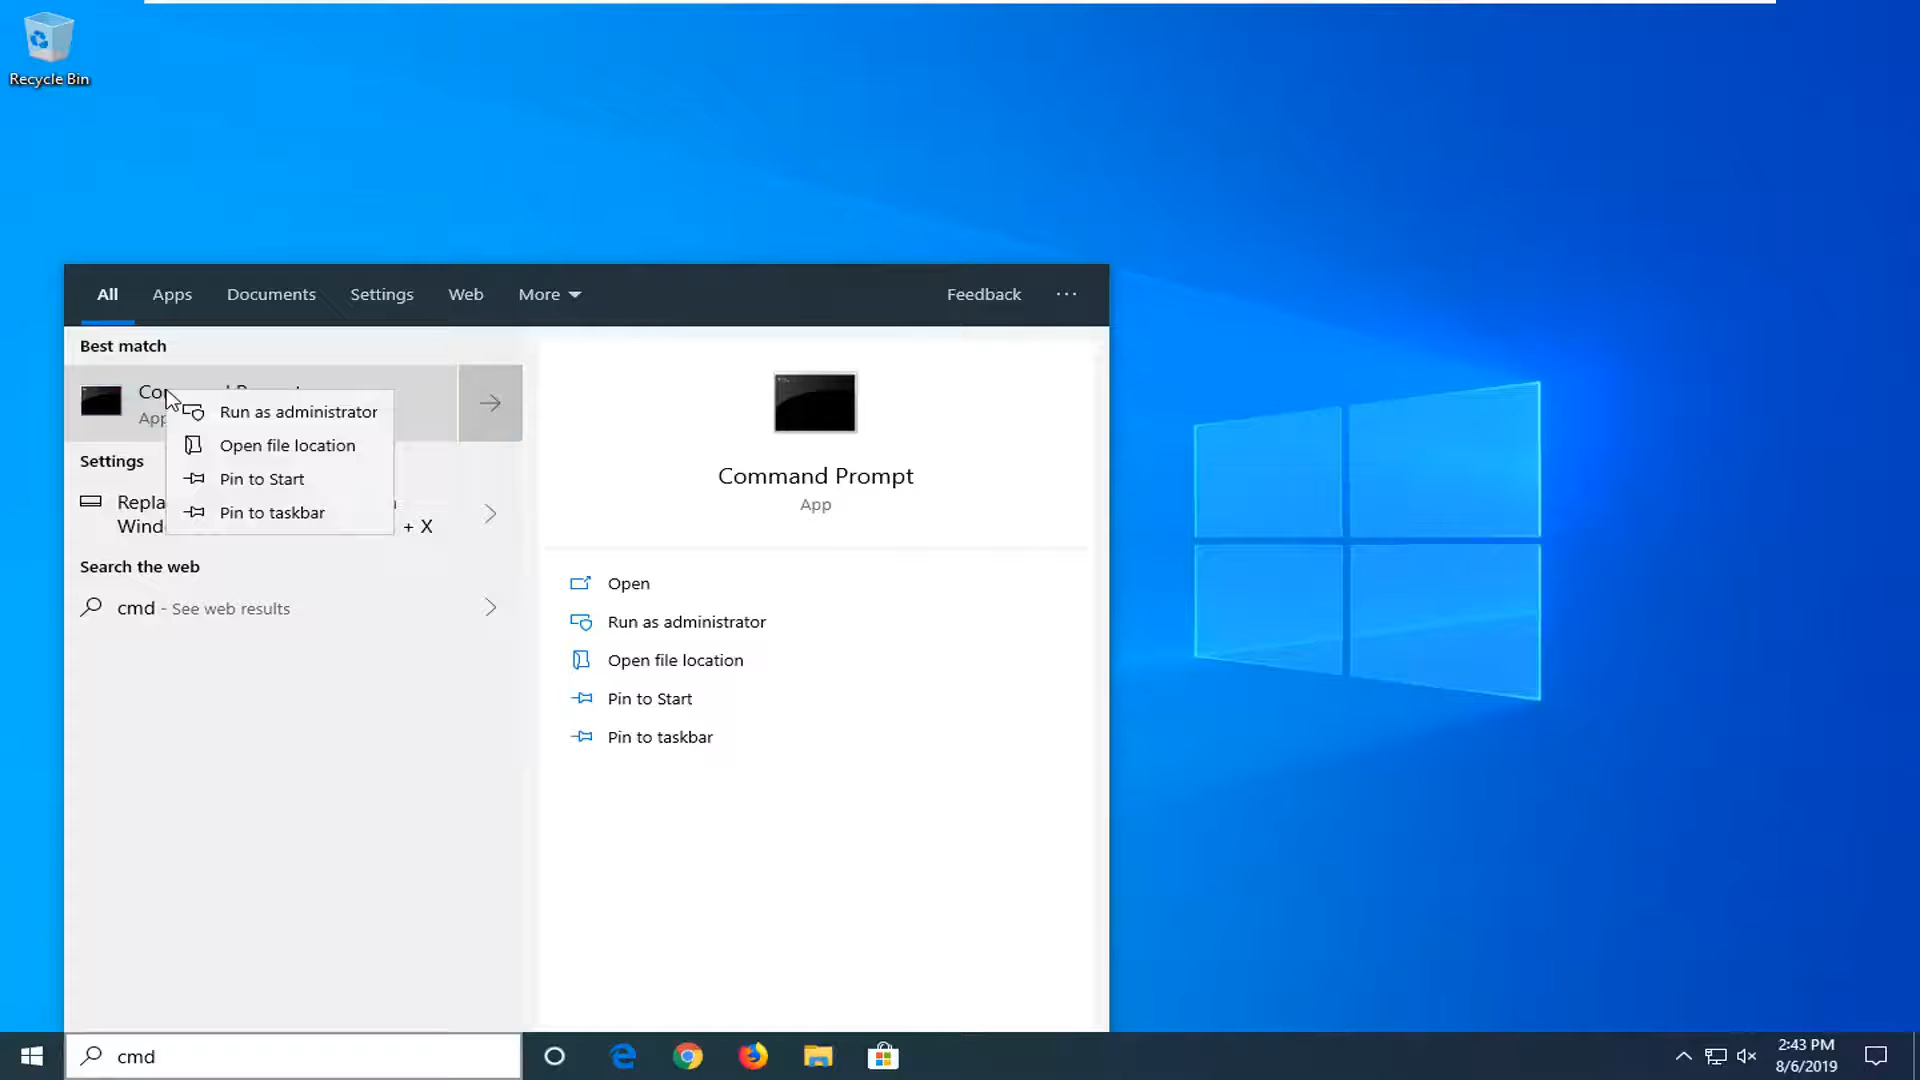 Recycle Bin
All
Apps
Documents
Settings
Web
More
Feedback
Best match
App
Run as administrator
Open file location
Pin to Start
Pin to taskbar
Settings
+ X
Search the web
cmd - See web results
Command Prompt
App
Open
Run as administrator
Open file location
Pin to Start
Pin to taskbar
cmd
2:43 PM
8/6/2019